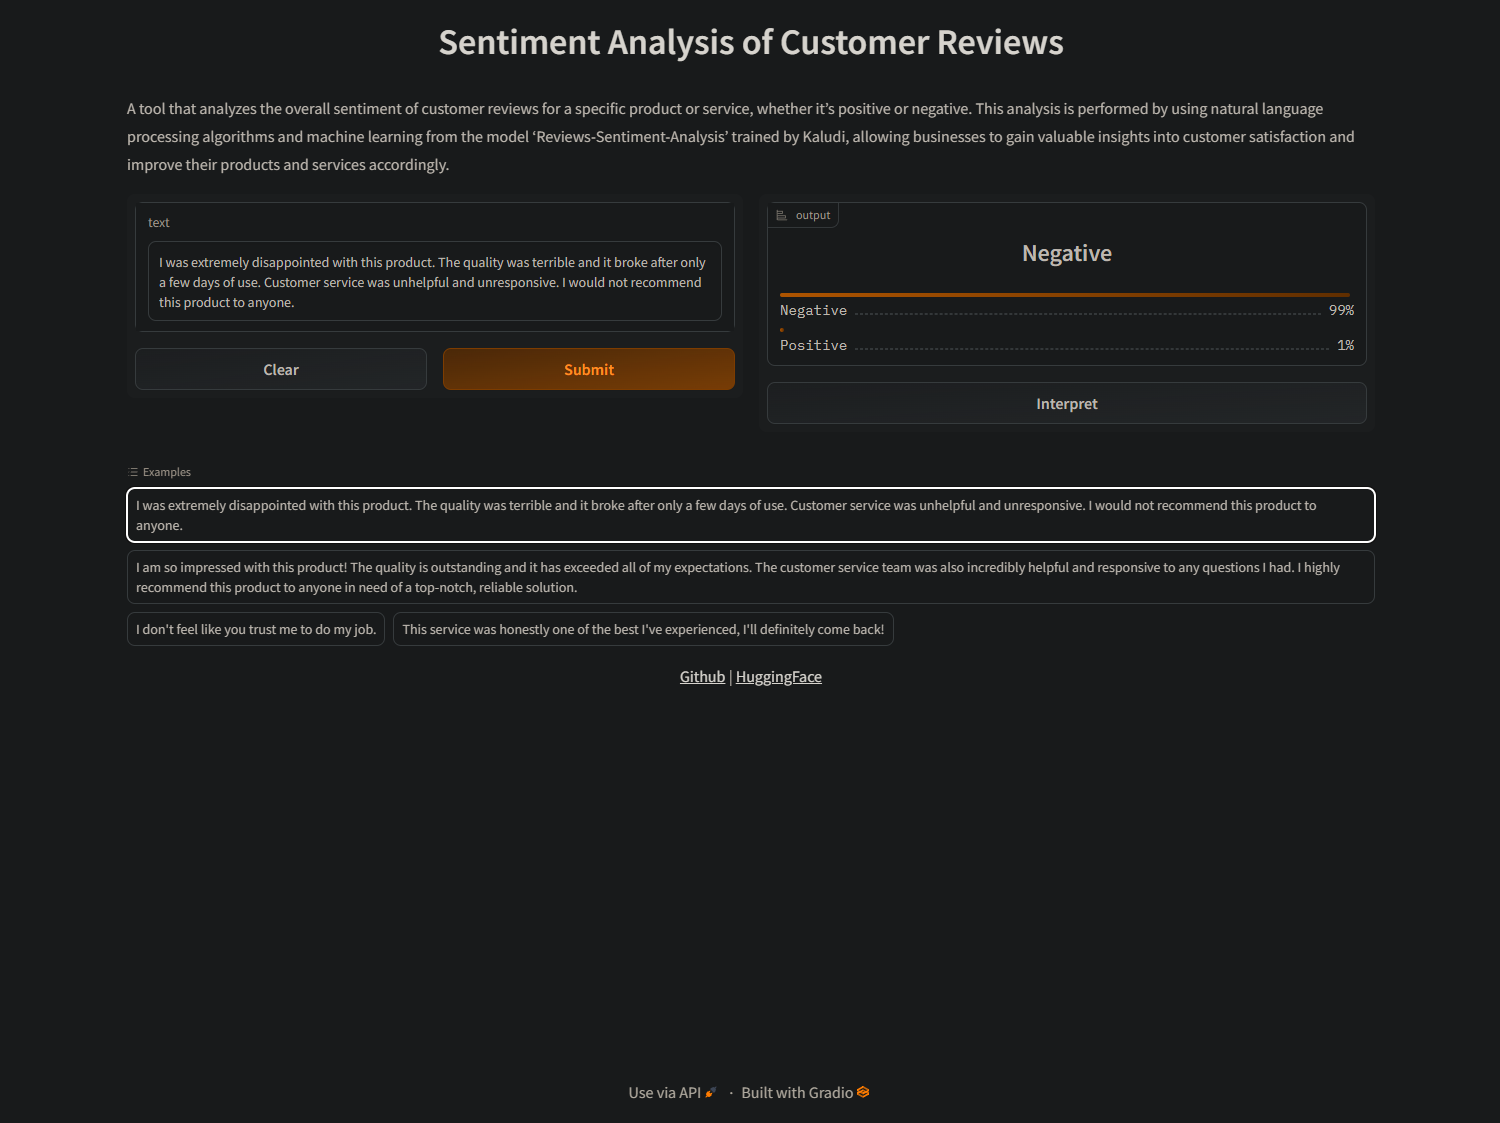 Sentiment Analysis of Customer Reviews
A tool that analyzes the overall sentiment of customer reviews for a specific product or service, whether it’s positive or negative. This analysis is performed by using natural language
processing algorithms and machine learning from the model ‘Reviews-Sentiment-Analysis’ trained by Kaludi, allowing businesses to gain valuable insights into customer satisfaction and
improve their products and services accordingly.
text
I was extremely disappointed with this product. The quality was terrible and it broke after only
a few days of use. Customer service was unhelpful and unresponsive. I would not recommend
this product to anyone.
Clear
Submit
output
Negative
Negative 99%
Positive 1%
Interpret
Examples
I was extremely disappointed with this product. The quality was terrible and it broke after only a few days of use. Customer service was unhelpful and unresponsive. I would not recommend this product to
anyone.
I am so impressed with this product! The quality is outstanding and it has exceeded all of my expectations. The customer service team was also incredibly helpful and responsive to any questions I had. I highly
recommend this product to anyone in need of a top-notch, reliable solution.
I don't feel like you trust me to do my job.
This service was honestly one of the best I've experienced, I'll definitely come back!
Github | HuggingFace
Use via API · Built with Gradio